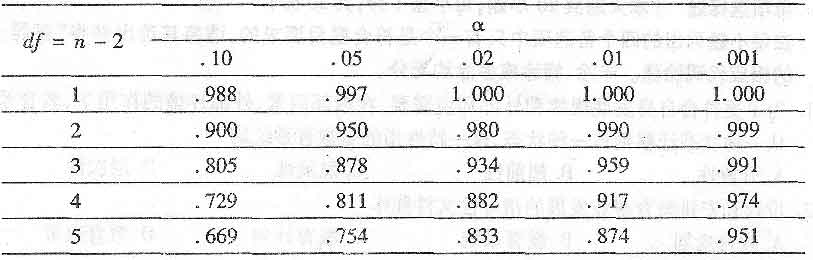 α
df = n − 2
.10 .05 .02 .01 .001
1 .988 .997 1.000 1.000 1.000
2 .900 .950 .980 .990 .999
3 .805 .878 .934 .959 .991
4 .729 .811 .882 .917 .974
5 .669 .754 .833 .874 .951